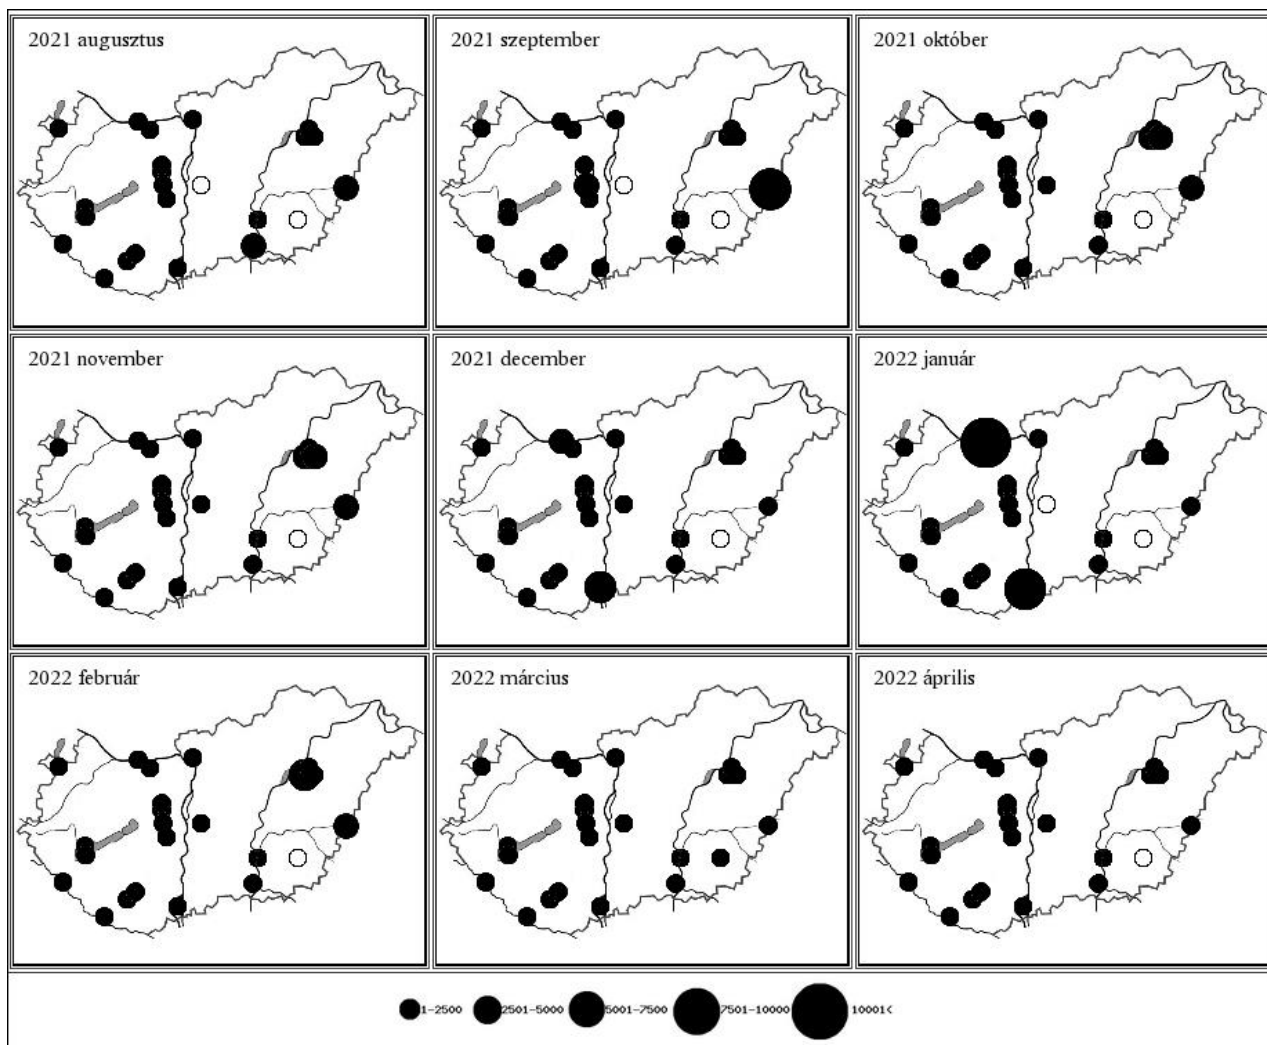 2021 augusztus
2021 szeptember
2021 október
2021 november
2021 december
2022 január
2022 február
2022 március
2022 április
1-2500 2501-5000 5001-7500 7501-10000 10001<